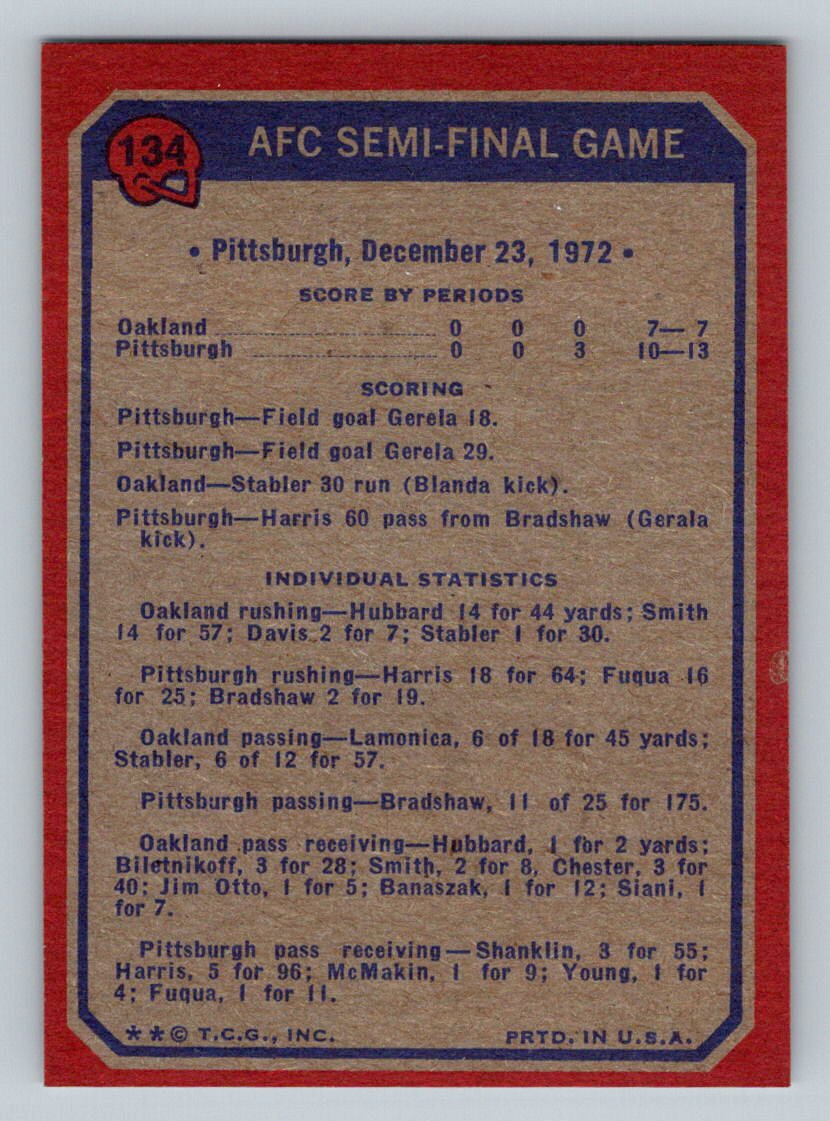 134
AFC SEMI-FINAL GAME
• Pittsburgh, December 23, 1972 •
SCORE BY PERIODS
Oakland 0 0 0 7— 7
Pittsburgh 0 0 3 10—13
SCORING
Pittsburgh—Field goal Gerela 18.
Pittsburgh—Field goal Gerela 29.
Oakland—Stabler 30 run (Blanda kick).
Pittsburgh—Harris 60 pass from Bradshaw (Gerala
kick).
INDIVIDUAL STATISTICS
Oakland rushing—Hubbard 14 for 44 yards; Smith
14 for 57; Davis 2 for 7; Stabler 1 for 30.
Pittsburgh rushing—Harris 18 for 64; Fuqua 16
for 25; Bradshaw 2 for 19.
Oakland passing—Lamonica, 6 of 18 for 45 yards;
Stabler, 6 of 12 for 57.
Pittsburgh passing—Bradshaw, 11 of 25 for 175.
Oakland pass receiving—Hubbard, 1 for 2 yards;
Biletnikoff, 3 for 28; Smith, 2 for 8, Chester, 3 for
40; Jim Otto, 1 for 5; Banaszak, 1 for 12; Siani, 1
for 7.
Pittsburgh pass receiving—Shanklin, 3 for 55;
Harris, 5 for 96; McMakin, 1 for 9; Young, 1 for
4; Fuqua, 1 for 11.
**© T.C.G., INC. PRTD. IN U.S.A.